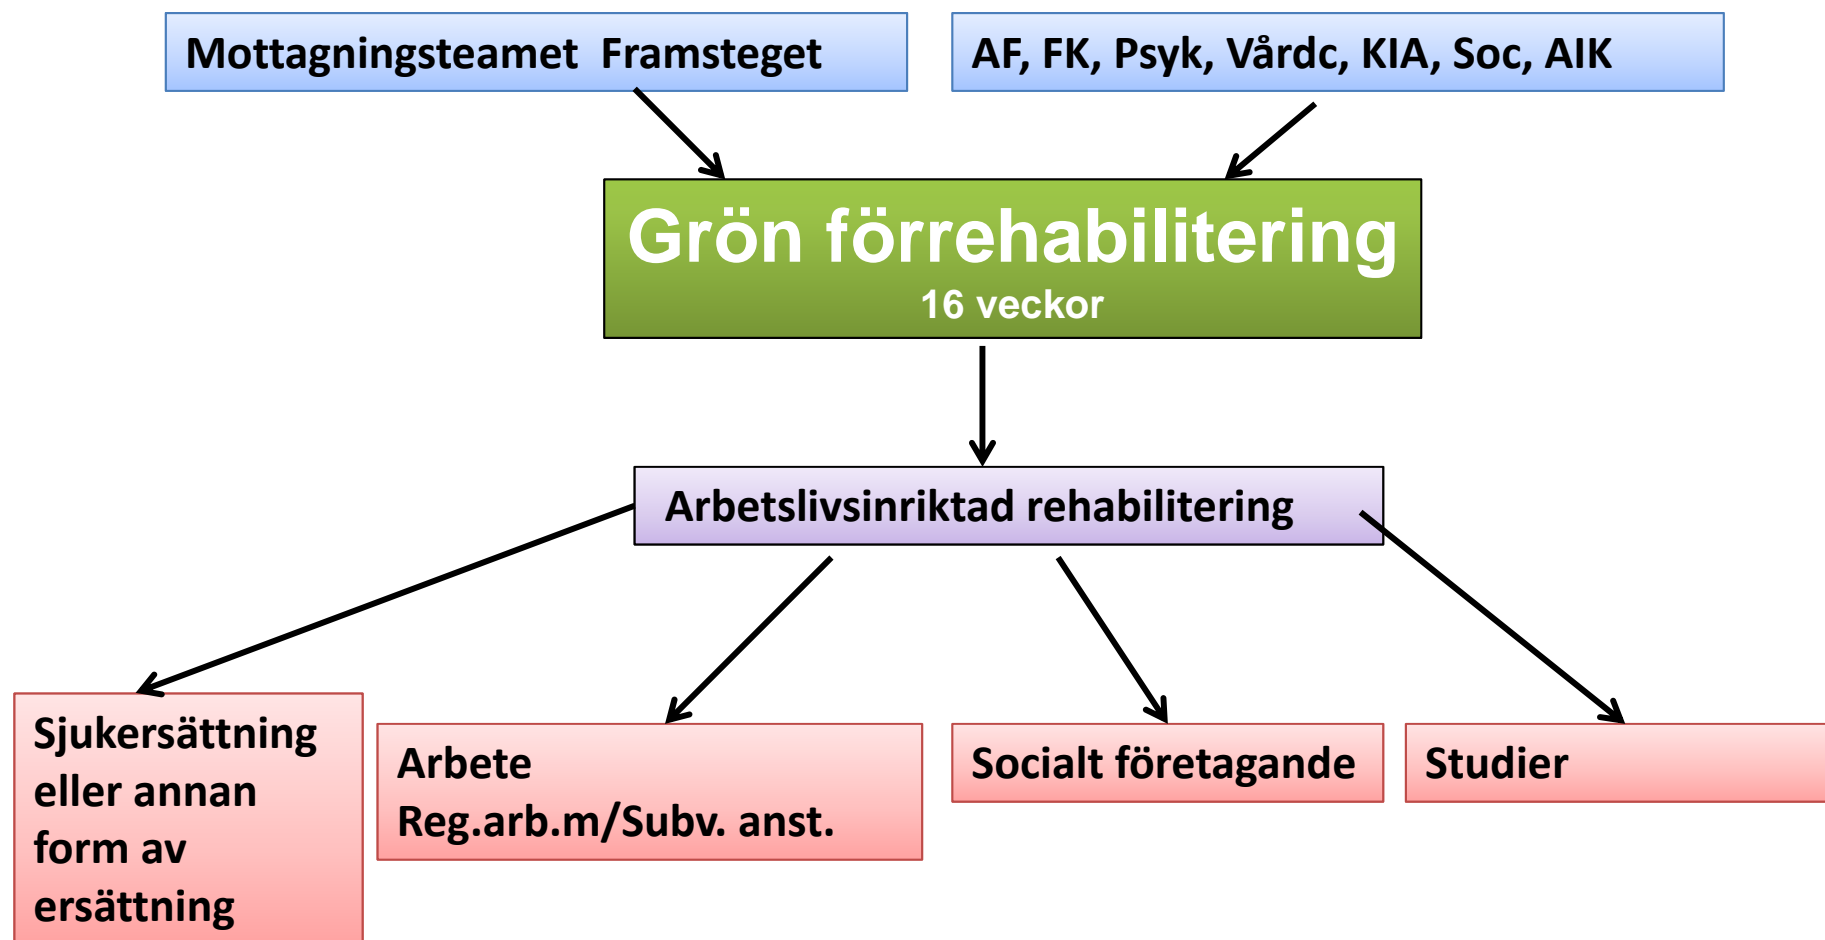 Mottagningsteamet  Framsteget
AF, FK, Psyk, Vårdc, KIA, Soc, AIK
Grön förrehabilitering
16 veckor
Arbetslivsinriktad rehabilitering
Sjukersättning
eller annan
form av
ersättning
Arbete
Reg.arb.m/Subv. anst.
Socialt företagande
Studier